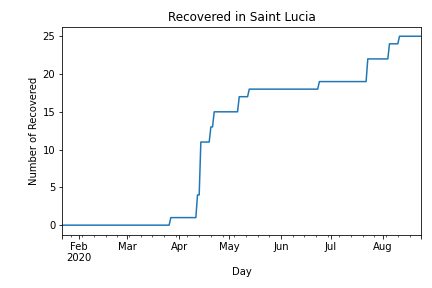 Recovered in Saint Lucia
Number of Recovered
25
20
15
10
5
0
Feb Mar Apr May Jun Jul Aug
2020
Day